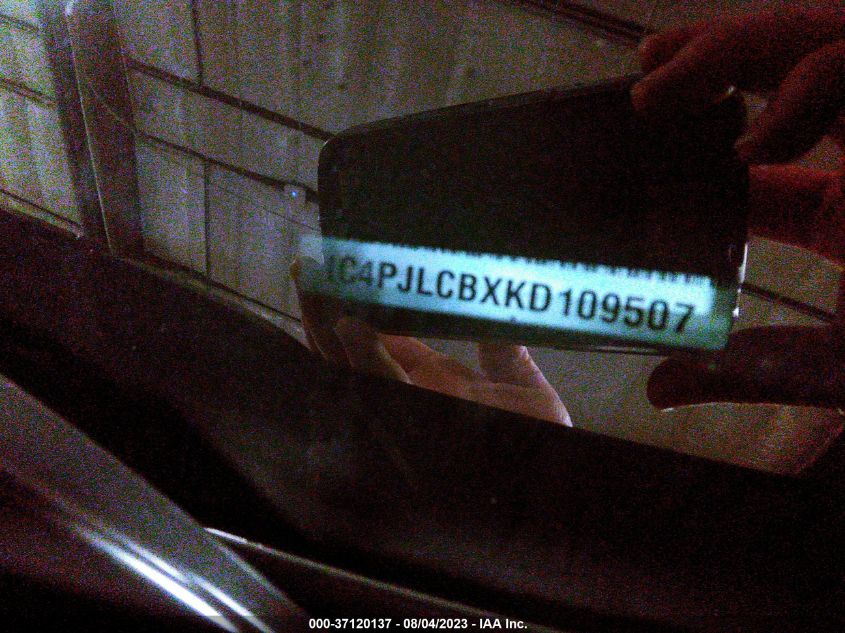 1C4PJLCBXKD109507
000-37120137 - 08/04/2023 - IAA Inc.